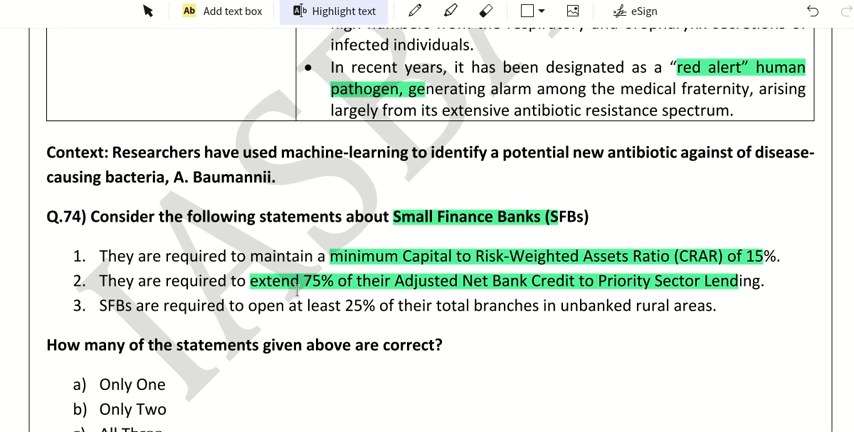 Add text box
Highlight text
eSign
infected individuals.
• In recent years, it has been designated as a “red alert” human
pathogen, generating alarm among the medical fraternity, arising
largely from its extensive antibiotic resistance spectrum.
Context: Researchers have used machine-learning to identify a potential new antibiotic against of disease-
causing bacteria, A. Baumannii.
Q.74) Consider the following statements about Small Finance Banks (SFBs)
1. They are required to maintain a minimum Capital to Risk-Weighted Assets Ratio (CRAR) of 15%.
2. They are required to extend 75% of their Adjusted Net Bank Credit to Priority Sector Lending.
3. SFBs are required to open at least 25% of their total branches in unbanked rural areas.
How many of the statements given above are correct?
a) Only One
b) Only Two